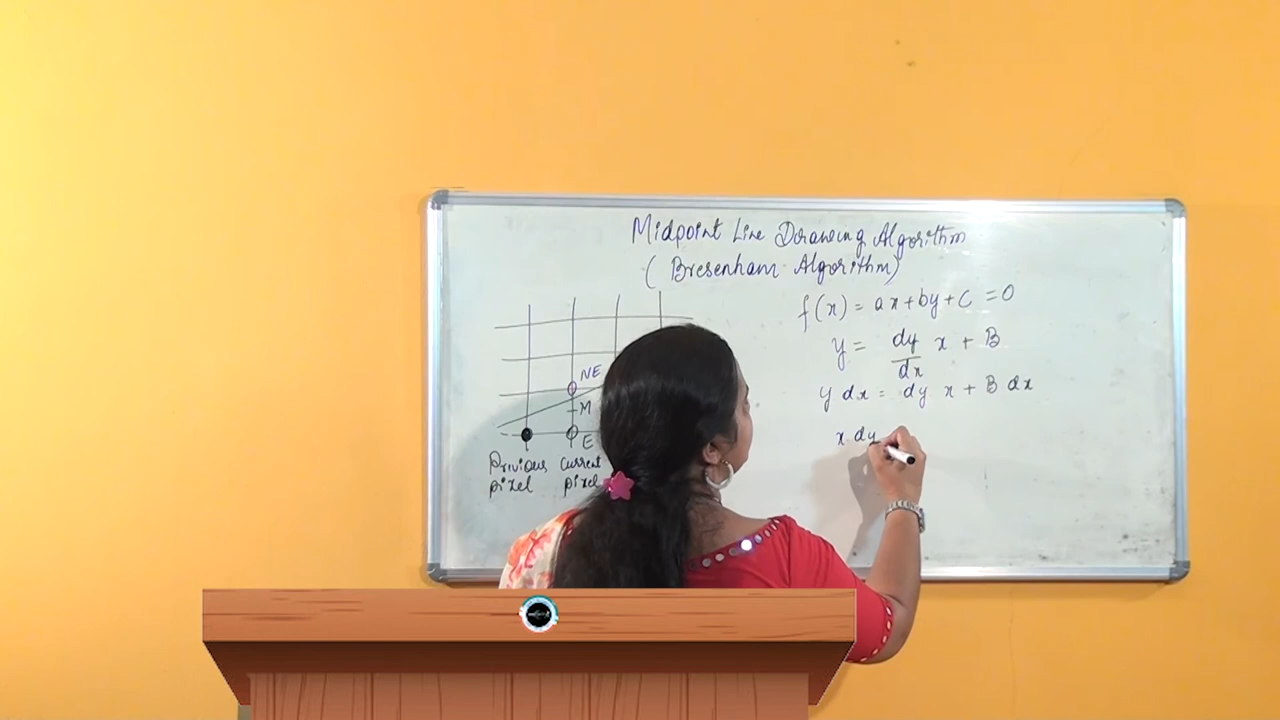 Midpoint Line Drawing Algorithm
( Bresenham Algorithm)
f(x) = ax+by+c = 0
y = dy/dx x + B
y dx = dy x + B dx
x dy
NE
M
E
Privious pixel
Current pixel